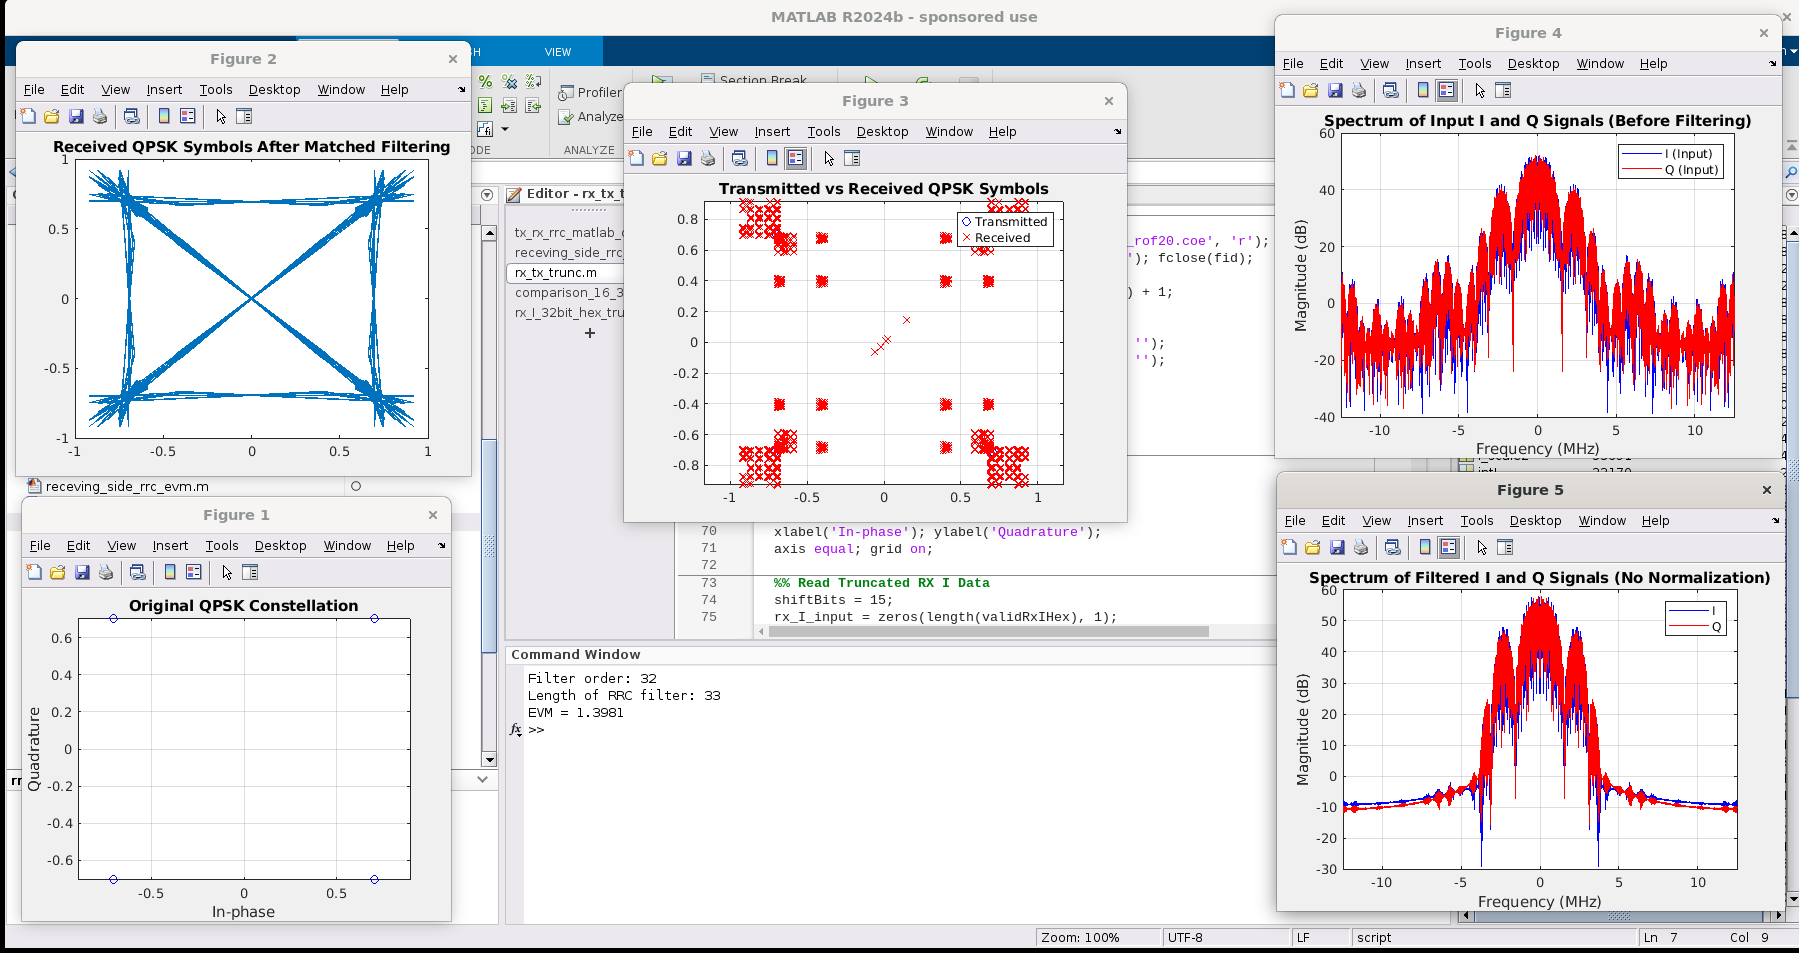 MATLAB R2024b - sponsored use
VIEW
Section Break
Profiler
Analyze
ANALYZE
Figure 2
File Edit View Insert Tools Desktop Window Help
Received QPSK Symbols After Matched Filtering
1
0.5
0
-0.5
-1
-1 -0.5 0 0.5 1
receving_side_rrc_evm.m
Figure 1
File Edit View Insert Tools Desktop Window Help
Original QPSK Constellation
0.6
0.4
0.2
0
-0.2
-0.4
-0.6
Quadrature
-0.5 0 0.5
In-phase
Editor - rx_tx_t
tx_rx_rrc_matlab_c
receving_side_rrc
rx_tx_trunc.m
comparison_16_3
rx_I_32bit_hex_tru
Figure 3
File Edit View Insert Tools Desktop Window Help
Transmitted vs Received QPSK Symbols
Transmitted
Received
0.8
0.6
0.4
0.2
0
-0.2
-0.4
-0.6
-0.8
-1 -0.5 0 0.5 1
_rof20.coe', 'r');
'); fclose(fid);
) + 1;
'');
'');
70 xlabel('In-phase'); ylabel('Quadrature');
71 axis equal; grid on;
72
73 %% Read Truncated RX I Data
74 shiftBits = 15;
75 rx_I_input = zeros(length(validRxIHex), 1);
Command Window
Filter order: 32
Length of RRC filter: 33
EVM = 1.3981
fx >>
Figure 4
File Edit View Insert Tools Desktop Window Help
Spectrum of Input I and Q Signals (Before Filtering)
I (Input)
Q (Input)
60
40
20
0
-20
-40
Magnitude (dB)
-10 -5 0 5 10
Frequency (MHz)
Figure 5
File Edit View Insert Tools Desktop Window Help
Spectrum of Filtered I and Q Signals (No Normalization)
I
Q
60
50
40
30
20
10
0
-10
-20
-30
Magnitude (dB)
-10 -5 0 5 10
Frequency (MHz)
Zoom: 100% UTF-8 LF script Ln 7 Col 9